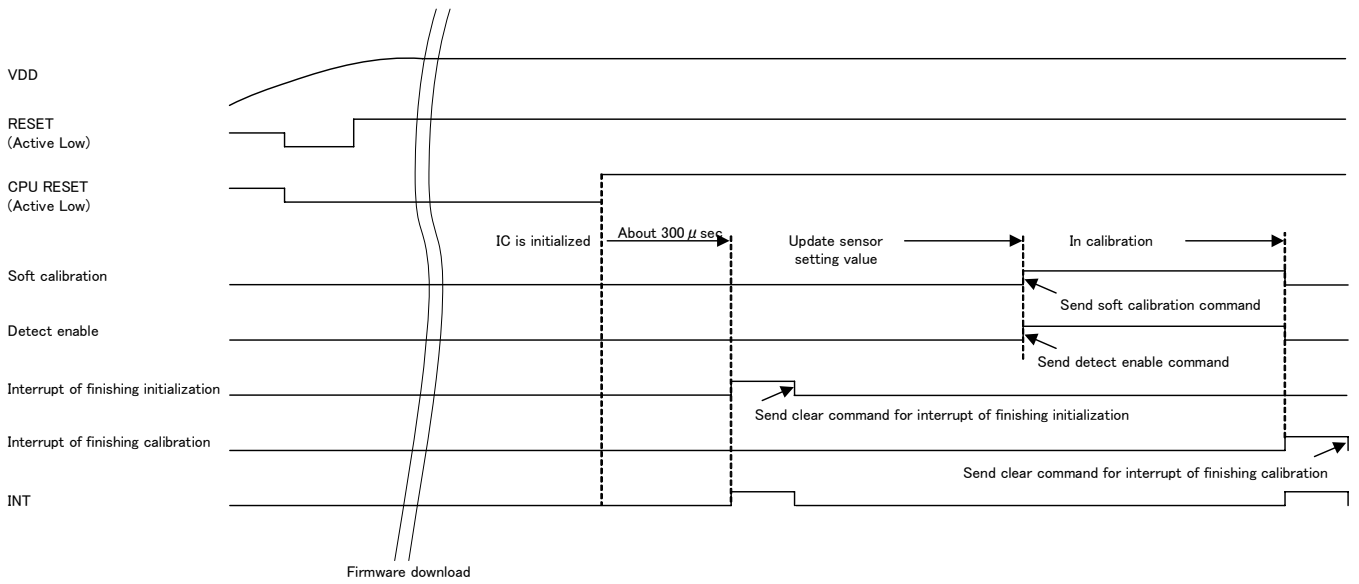 VDD
RESET
(Active Low)
CPU RESET
(Active Low)
IC is initialized
About 300 μ sec
Update sensor
setting value
In calibration
Soft calibration
Send soft calibration command
Detect enable
Send detect enable command
Interrupt of finishing initialization
Send clear command for interrupt of finishing initialization
Interrupt of finishing calibration
Send clear command for interrupt of finishing calibration
INT
Firmware download